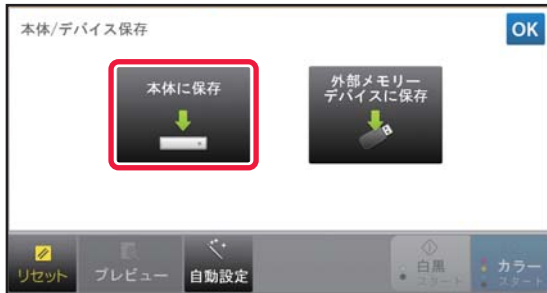 本体/デバイス保存
OK
本体に保存
外部メモリー
デバイスに保存
リセット
プレビュー
自動設定
白黒
スタート
カラー
スタート